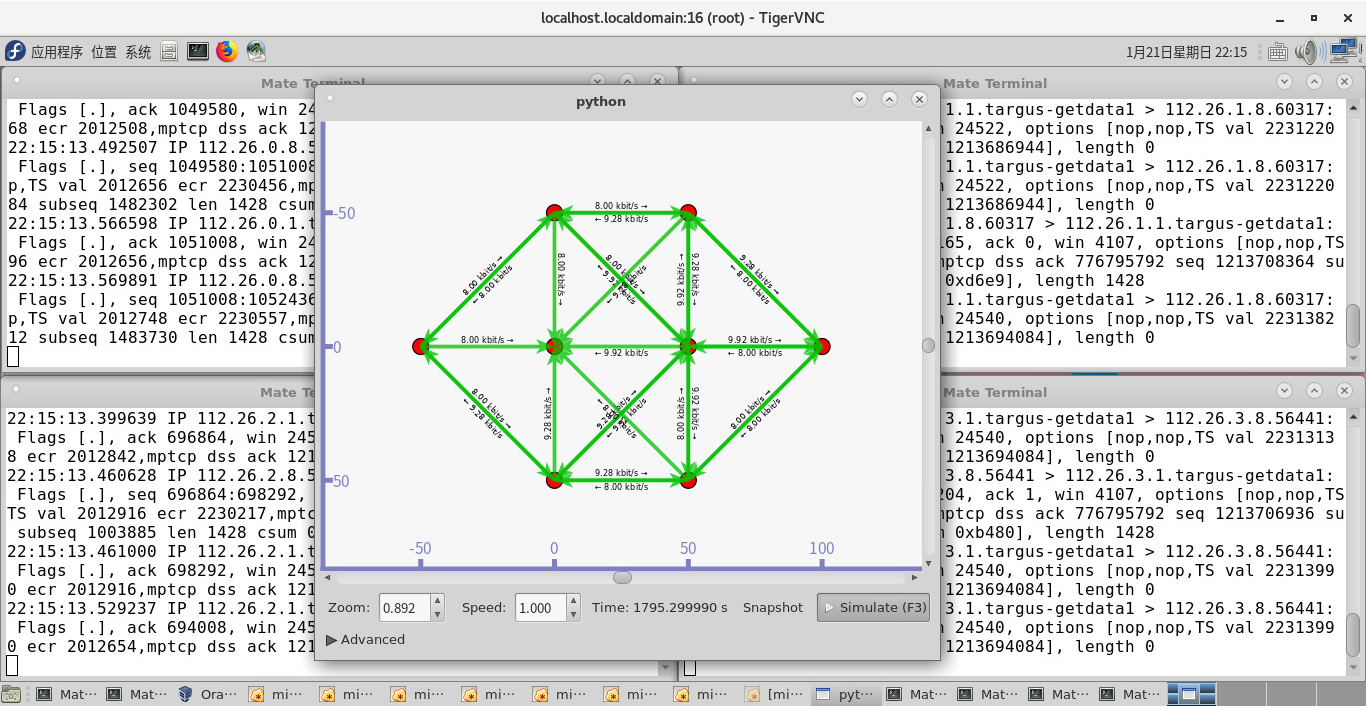 localhost.localdomain:16 (root) - TigerVNC
应用程序 位置 系统
1月21日星期日 22:15
Mate Terminal
Flags [.], ack 1049580, win 24
68 ecr 2012508,mptcp dss ack 12
22:15:13.492507 IP 112.26.0.8.5
Flags [.], seq 1049580:1051008
p,TS val 2012656 ecr 2230456,mp
84 subseq 1482302 len 1428 csum
22:15:13.566598 IP 112.26.0.1.t
Flags [.], ack 1051008, win 24
96 ecr 2012656,mptcp dss ack 12
22:15:13.569891 IP 112.26.0.8.5
Flags [.], seq 1051008:1052436
p,TS val 2012748 ecr 2230557,mp
12 subseq 1483730 len 1428 csum
Mate Terminal
1.1.targus-getdata1 > 112.26.1.8.60317:
24522, options [nop,nop,TS val 2231220
1213686944], length 0
1.1.targus-getdata1 > 112.26.1.8.60317:
24522, options [nop,nop,TS val 2231220
1213686944], length 0
1.8.60317 > 112.26.1.1.targus-getdata1:
65, ack 0, win 4107, options [nop,nop,TS
mptcp dss ack 776795792 seq 1213708364 su
0xd6e9], length 1428
1.1.targus-getdata1 > 112.26.1.8.60317:
24540, options [nop,nop,TS val 2231382
1213694084], length 0
python
-50
0
50
-50
0
50
100
8.00 kbit/s →
← 9.28 kbit/s
8.00 kbit/s →
← 8.00 kbit/s
8.00 kbit/s →
9.28 kbit/s →
9.92 kbit/s →
9.28 kbit/s →
← 8.00 kbit/s
8.00 kbit/s →
← 9.92 kbit/s
9.92 kbit/s →
← 8.00 kbit/s
8.00 kbit/s →
← 9.28 kbit/s
9.28 kbit/s →
8.00 kbit/s →
9.92 kbit/s →
8.00 kbit/s →
← 8.00 kbit/s
9.28 kbit/s →
← 8.00 kbit/s
Zoom: 0.892 Speed: 1.000 Time: 1795.299990 s Snapshot Simulate (F3)
Advanced
Mate
22:15:13.399639 IP 112.26.2.1.t
Flags [.], ack 696864, win 245
8 ecr 2012842,mptcp dss ack 121
22:15:13.460628 IP 112.26.2.8.5
Flags [.], seq 696864:698292,
TS val 2012916 ecr 2230217,mptc
subseq 1003885 len 1428 csum 0
22:15:13.461000 IP 112.26.2.1.t
Flags [.], ack 698292, win 245
0 ecr 2012916,mptcp dss ack 121
22:15:13.529237 IP 112.26.2.1.t
Flags [.], ack 694008, win 245
0 ecr 2012654,mptcp dss ack 121
Mate Terminal
3.1.targus-getdata1 > 112.26.3.8.56441:
24540, options [nop,nop,TS val 2231313
1213694084], length 0
3.8.56441 > 112.26.3.1.targus-getdata1:
204, ack 1, win 4107, options [nop,nop,TS
mptcp dss ack 776795792 seq 1213706936 su
0xb480], length 1428
3.1.targus-getdata1 > 112.26.3.8.56441:
24540, options [nop,nop,TS val 2231399
1213694084], length 0
3.1.targus-getdata1 > 112.26.3.8.56441:
24540, options [nop,nop,TS val 2231399
1213694084], length 0
Mat··· Mat··· Ora··· mi··· mi··· mi··· mi··· mi··· mi··· mi··· [mi··· pyt··· Mat··· Mat··· Mat··· Mat···